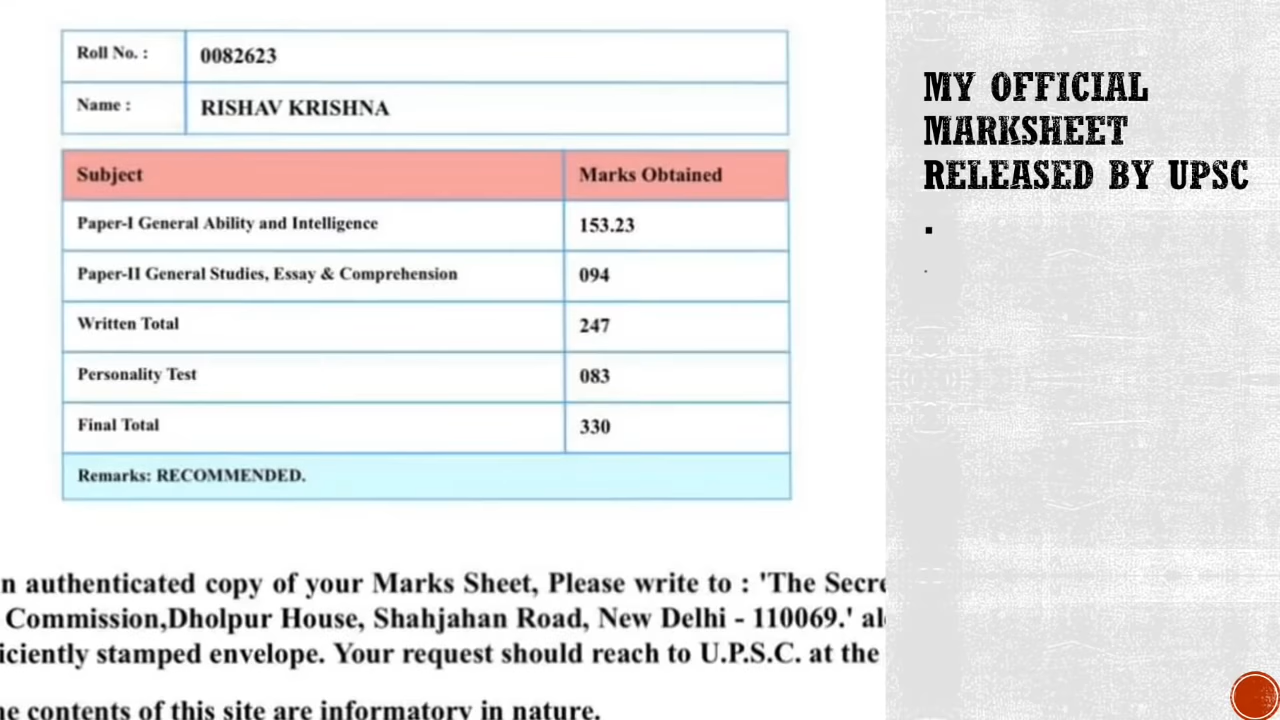 Roll No. : 0082623
Name : RISHAV KRISHNA
Subject Marks Obtained
Paper-I General Ability and Intelligence 153.23
Paper-II General Studies, Essay & Comprehension 094
Written Total 247
Personality Test 083
Final Total 330
Remarks: RECOMMENDED.
n authenticated copy of your Marks Sheet, Please write to : 'The Secre
Commission,Dholpur House, Shahjahan Road, New Delhi - 110069.' al
iciently stamped envelope. Your request should reach to U.P.S.C. at the
he contents of this site are informatory in nature.
MY OFFICIAL
MARKSHEET
RELEASED BY UPSC
.